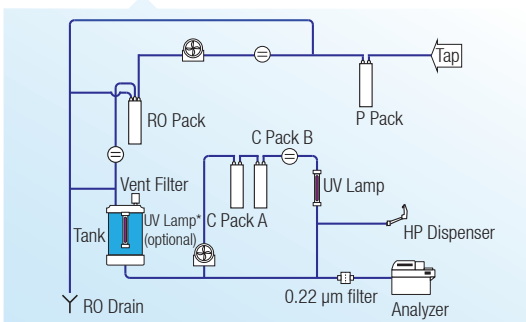 Tap
P Pack
RO Pack
C Pack B
Vent Filter
UV Lamp
UV Lamp*
(optional)
C Pack A
Tank
HP Dispenser
0.22 μm filter
Analyzer
RO Drain